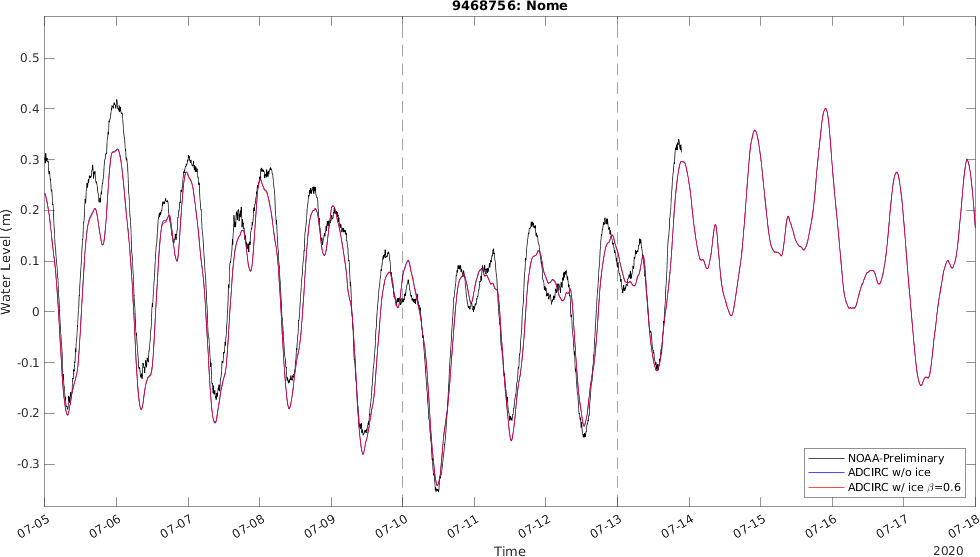 9468756: Nome
Water Level (m)
0.5
0.4
0.3
0.2
0.1
0
-0.1
-0.2
-0.3
NOAA-Preliminary
ADCIRC w/o ice
ADCIRC w/ ice β=0.6
07-05 07-06 07-07 07-08 07-09 07-10 07-11 07-12 07-13 07-14 07-15 07-16 07-17 07-18
Time
2020